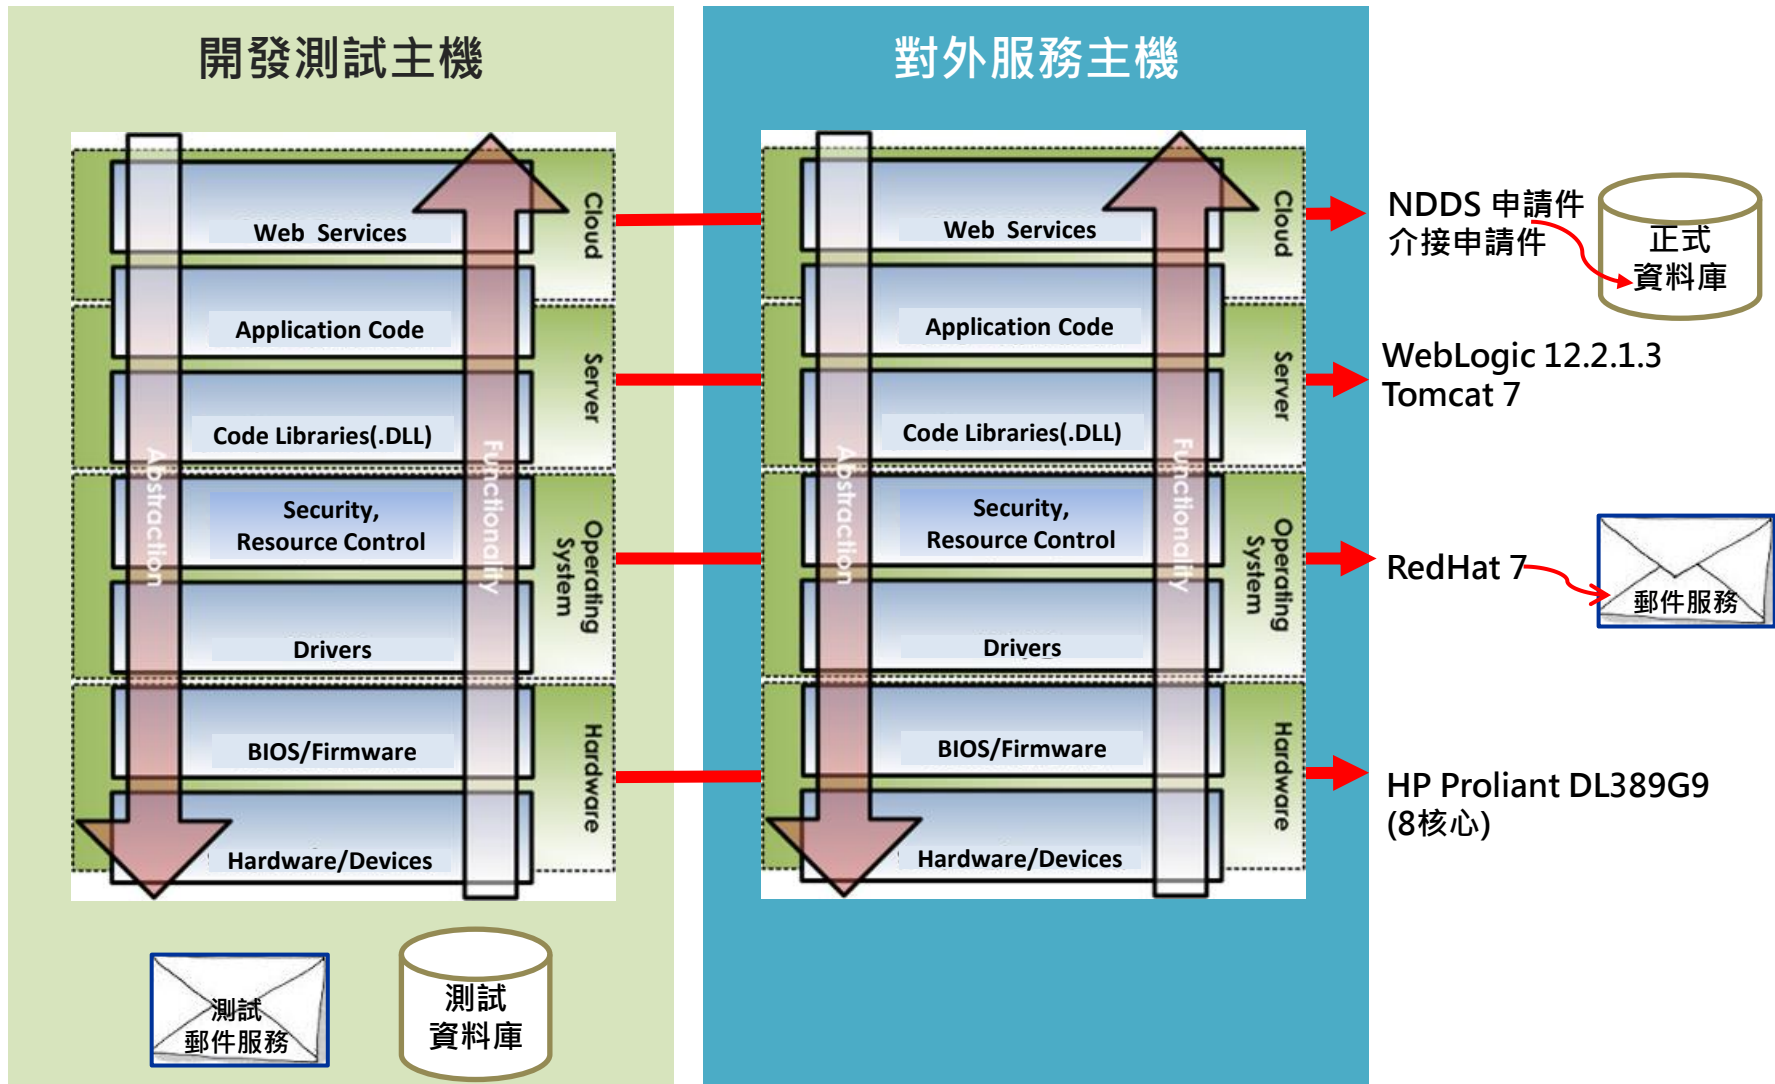 開發測試主機
Web  Services
Application Code
Code Libraries(.DLL)
Security,
Resource Control
Drivers
BIOS/Firmware
Hardware/Devices
Abstraction
Functionality
Cloud
Server
Operating
System
Hardware
測試
郵件服務
測試
資料庫
對外服務主機
Web  Services
Application Code
Code Libraries(.DLL)
Security,
Resource Control
Drivers
BIOS/Firmware
Hardware/Devices
Abstraction
Functionality
Cloud
Server
Operating
System
Hardware
NDDS 申請件
介接申請件
正式
資料庫
WebLogic 12.2.1.3
Tomcat 7
RedHat 7
郵件服務
HP Proliant DL389G9
(8核心)